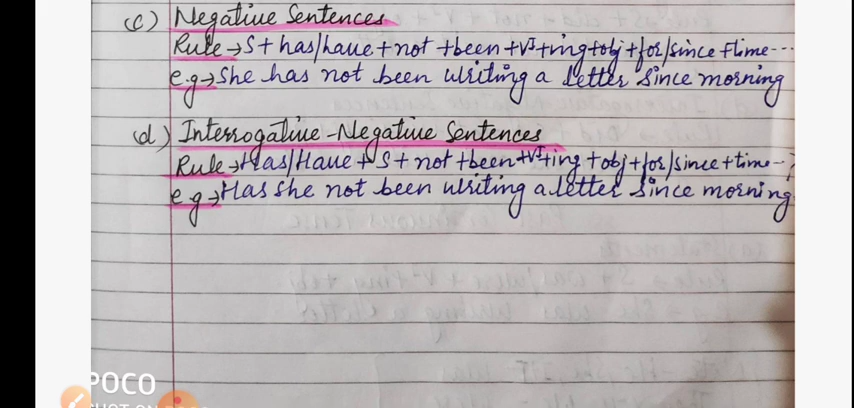 (c) Negative Sentences
Rule → S + has/have + not + been + V¹ + ing + obj + for/since + time...
e.g → She has not been writing a letter since morning
(d) Interrogative - Negative Sentences
Rule → Has/Have + S + not + been + V¹ + ing + obj + for/since + time..?
e.g → Has she not been writing a letter since morning
POCO
SHOT ON